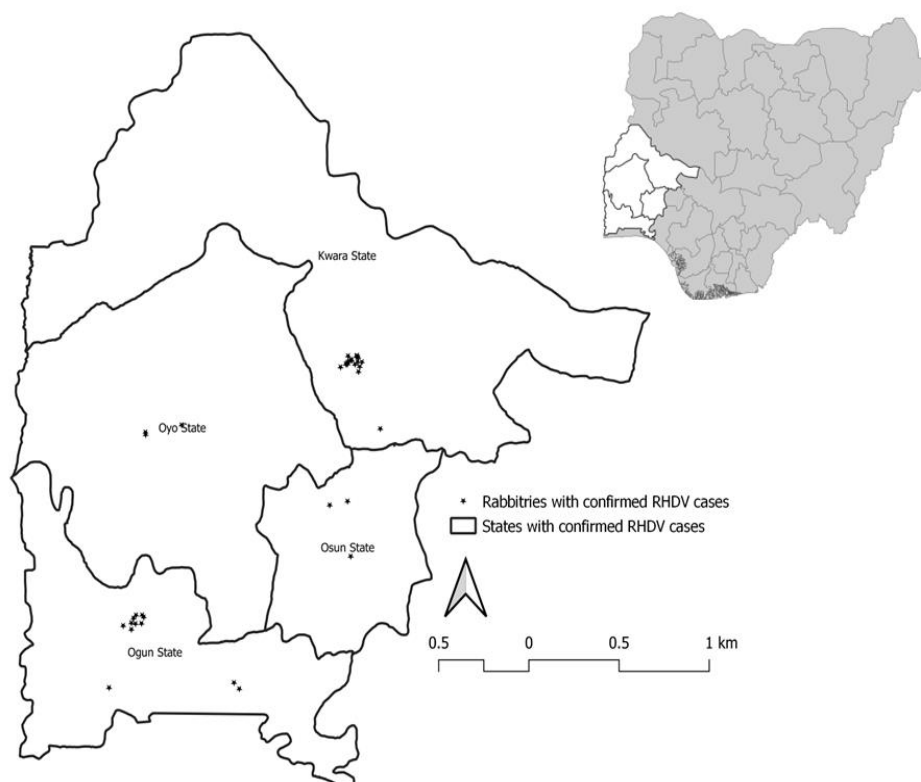 Kwara State
Oyo State
★ Rabbitries with confirmed RHDV cases
States with confirmed RHDV cases
Osun State
Ogun State
0.5 0 0.5 1 km